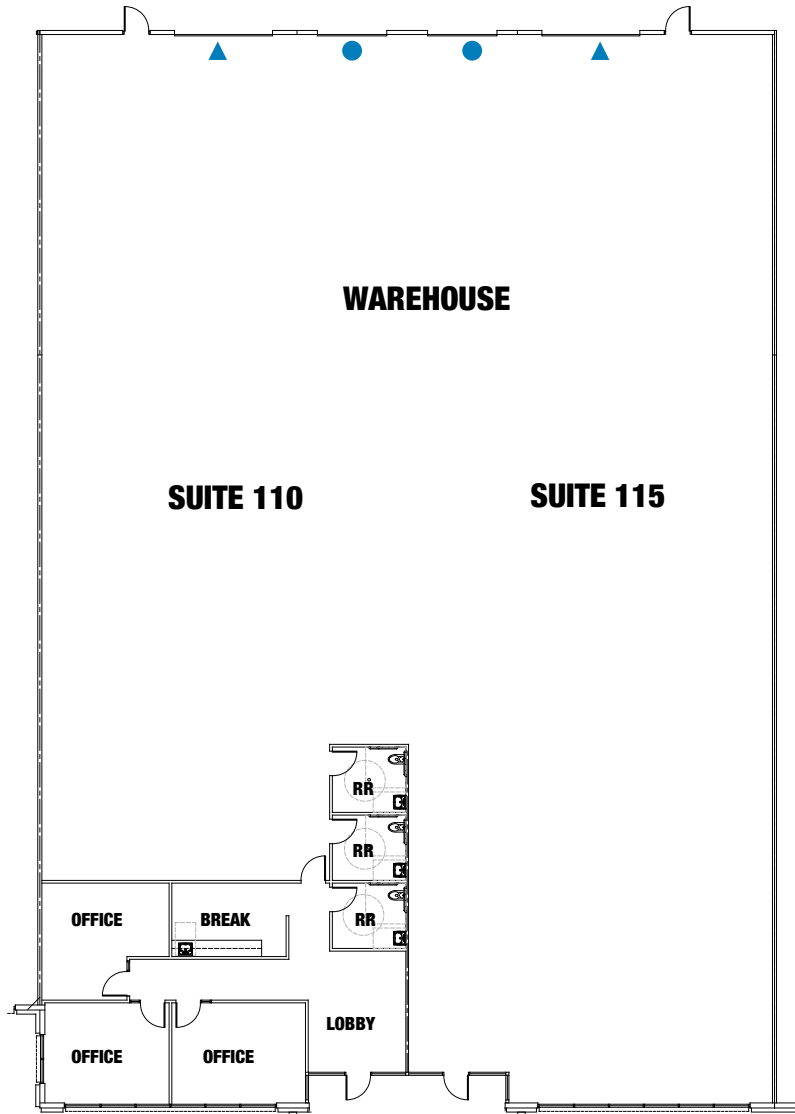 WAREHOUSE
SUITE 110
SUITE 115
RR
RR
OFFICE
BREAK
RR
LOBBY
OFFICE
OFFICE